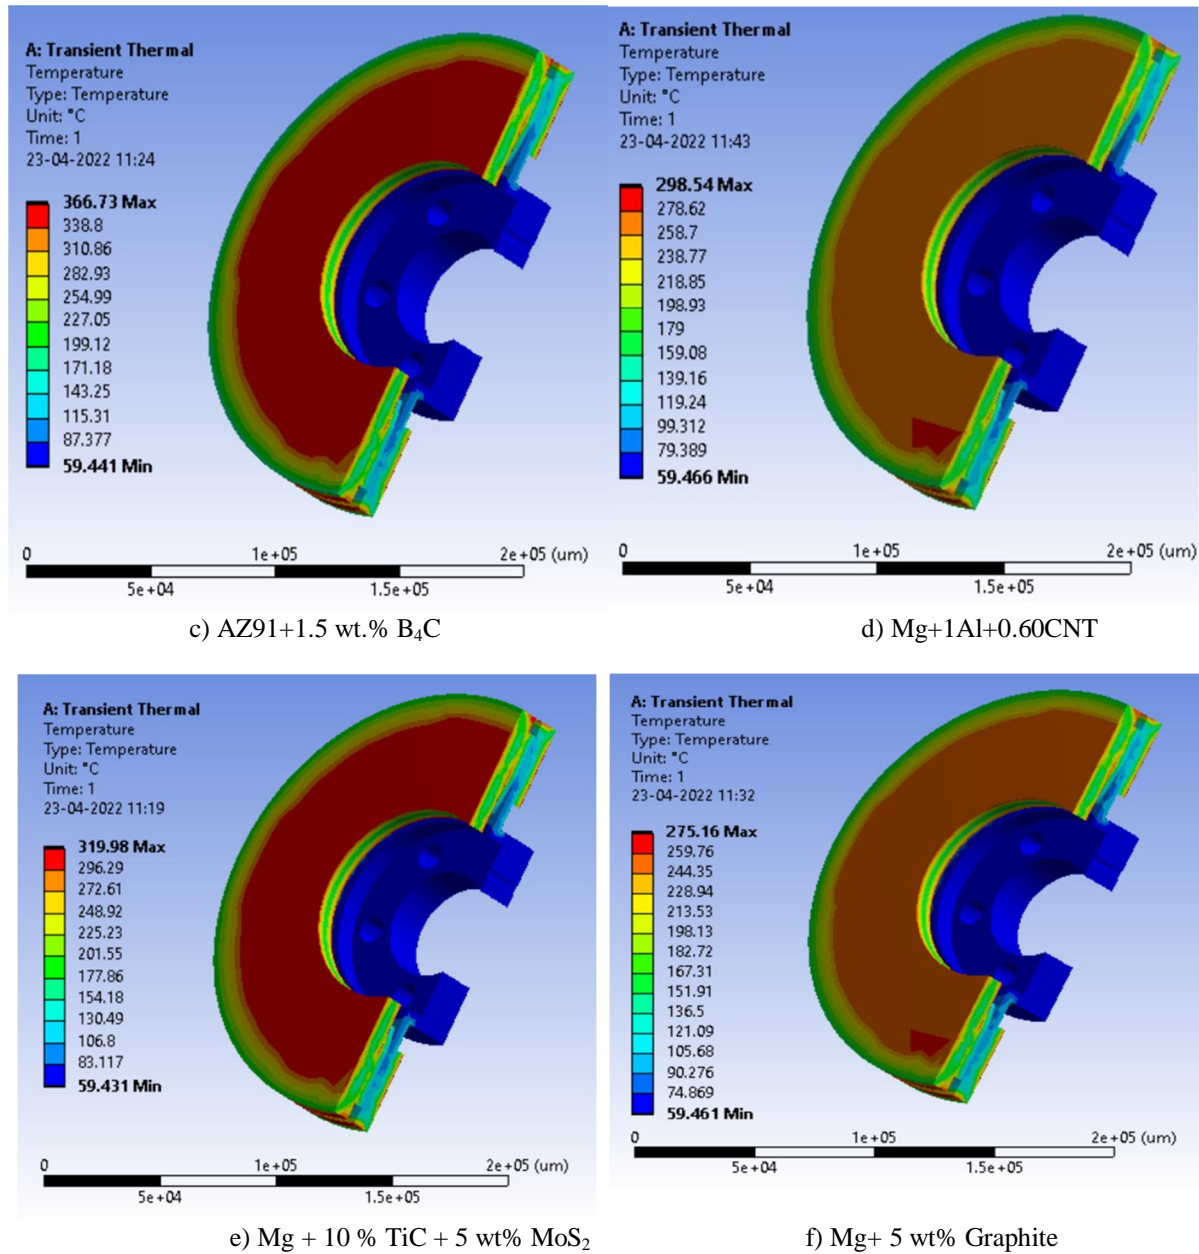 A: Transient Thermal
Temperature
Type: Temperature
Unit: °C
Time: 1
23-04-2022 11:24
366.73 Max
338.8
310.86
282.93
254.99
227.05
199.12
171.18
143.25
115.31
87.377
59.441 Min
0
1e+05
2e+05 (um)
5e+04
1.5e+05
c) AZ91+1.5 wt.% B₄C
A: Transient Thermal
Temperature
Type: Temperature
Unit: °C
Time: 1
23-04-2022 11:43
298.54 Max
278.62
258.7
238.77
218.85
198.93
179
159.08
139.16
119.24
99.312
79.389
59.466 Min
0
1e+05
2e+05 (um)
5e+04
1.5e+05
d) Mg+1Al+0.60CNT
A: Transient Thermal
Temperature
Type: Temperature
Unit: °C
Time: 1
23-04-2022 11:19
319.98 Max
296.29
272.61
248.92
225.23
201.55
177.86
154.18
130.49
106.8
83.117
59.431 Min
0
1e+05
2e+05 (um)
5e+04
1.5e+05
e) Mg + 10 % TiC + 5 wt% MoS₂
A: Transient Thermal
Temperature
Type: Temperature
Unit: °C
Time: 1
23-04-2022 11:32
275.16 Max
259.76
244.35
228.94
213.53
198.13
182.72
167.31
151.91
136.5
121.09
105.68
90.276
74.869
59.461 Min
0
1e+05
2e+05 (um)
5e+04
1.5e+05
f) Mg+ 5 wt% Graphite